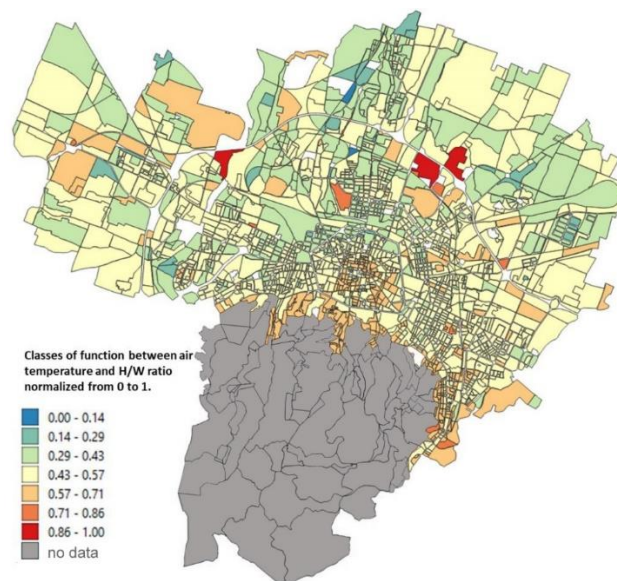 Classes of function between air
temperature and H/W ratio
normalized from 0 to 1.
0.00 - 0.14
0.14 - 0.29
0.29 - 0.43
0.43 - 0.57
0.57 - 0.71
0.71 - 0.86
0.86 - 1.00
no data